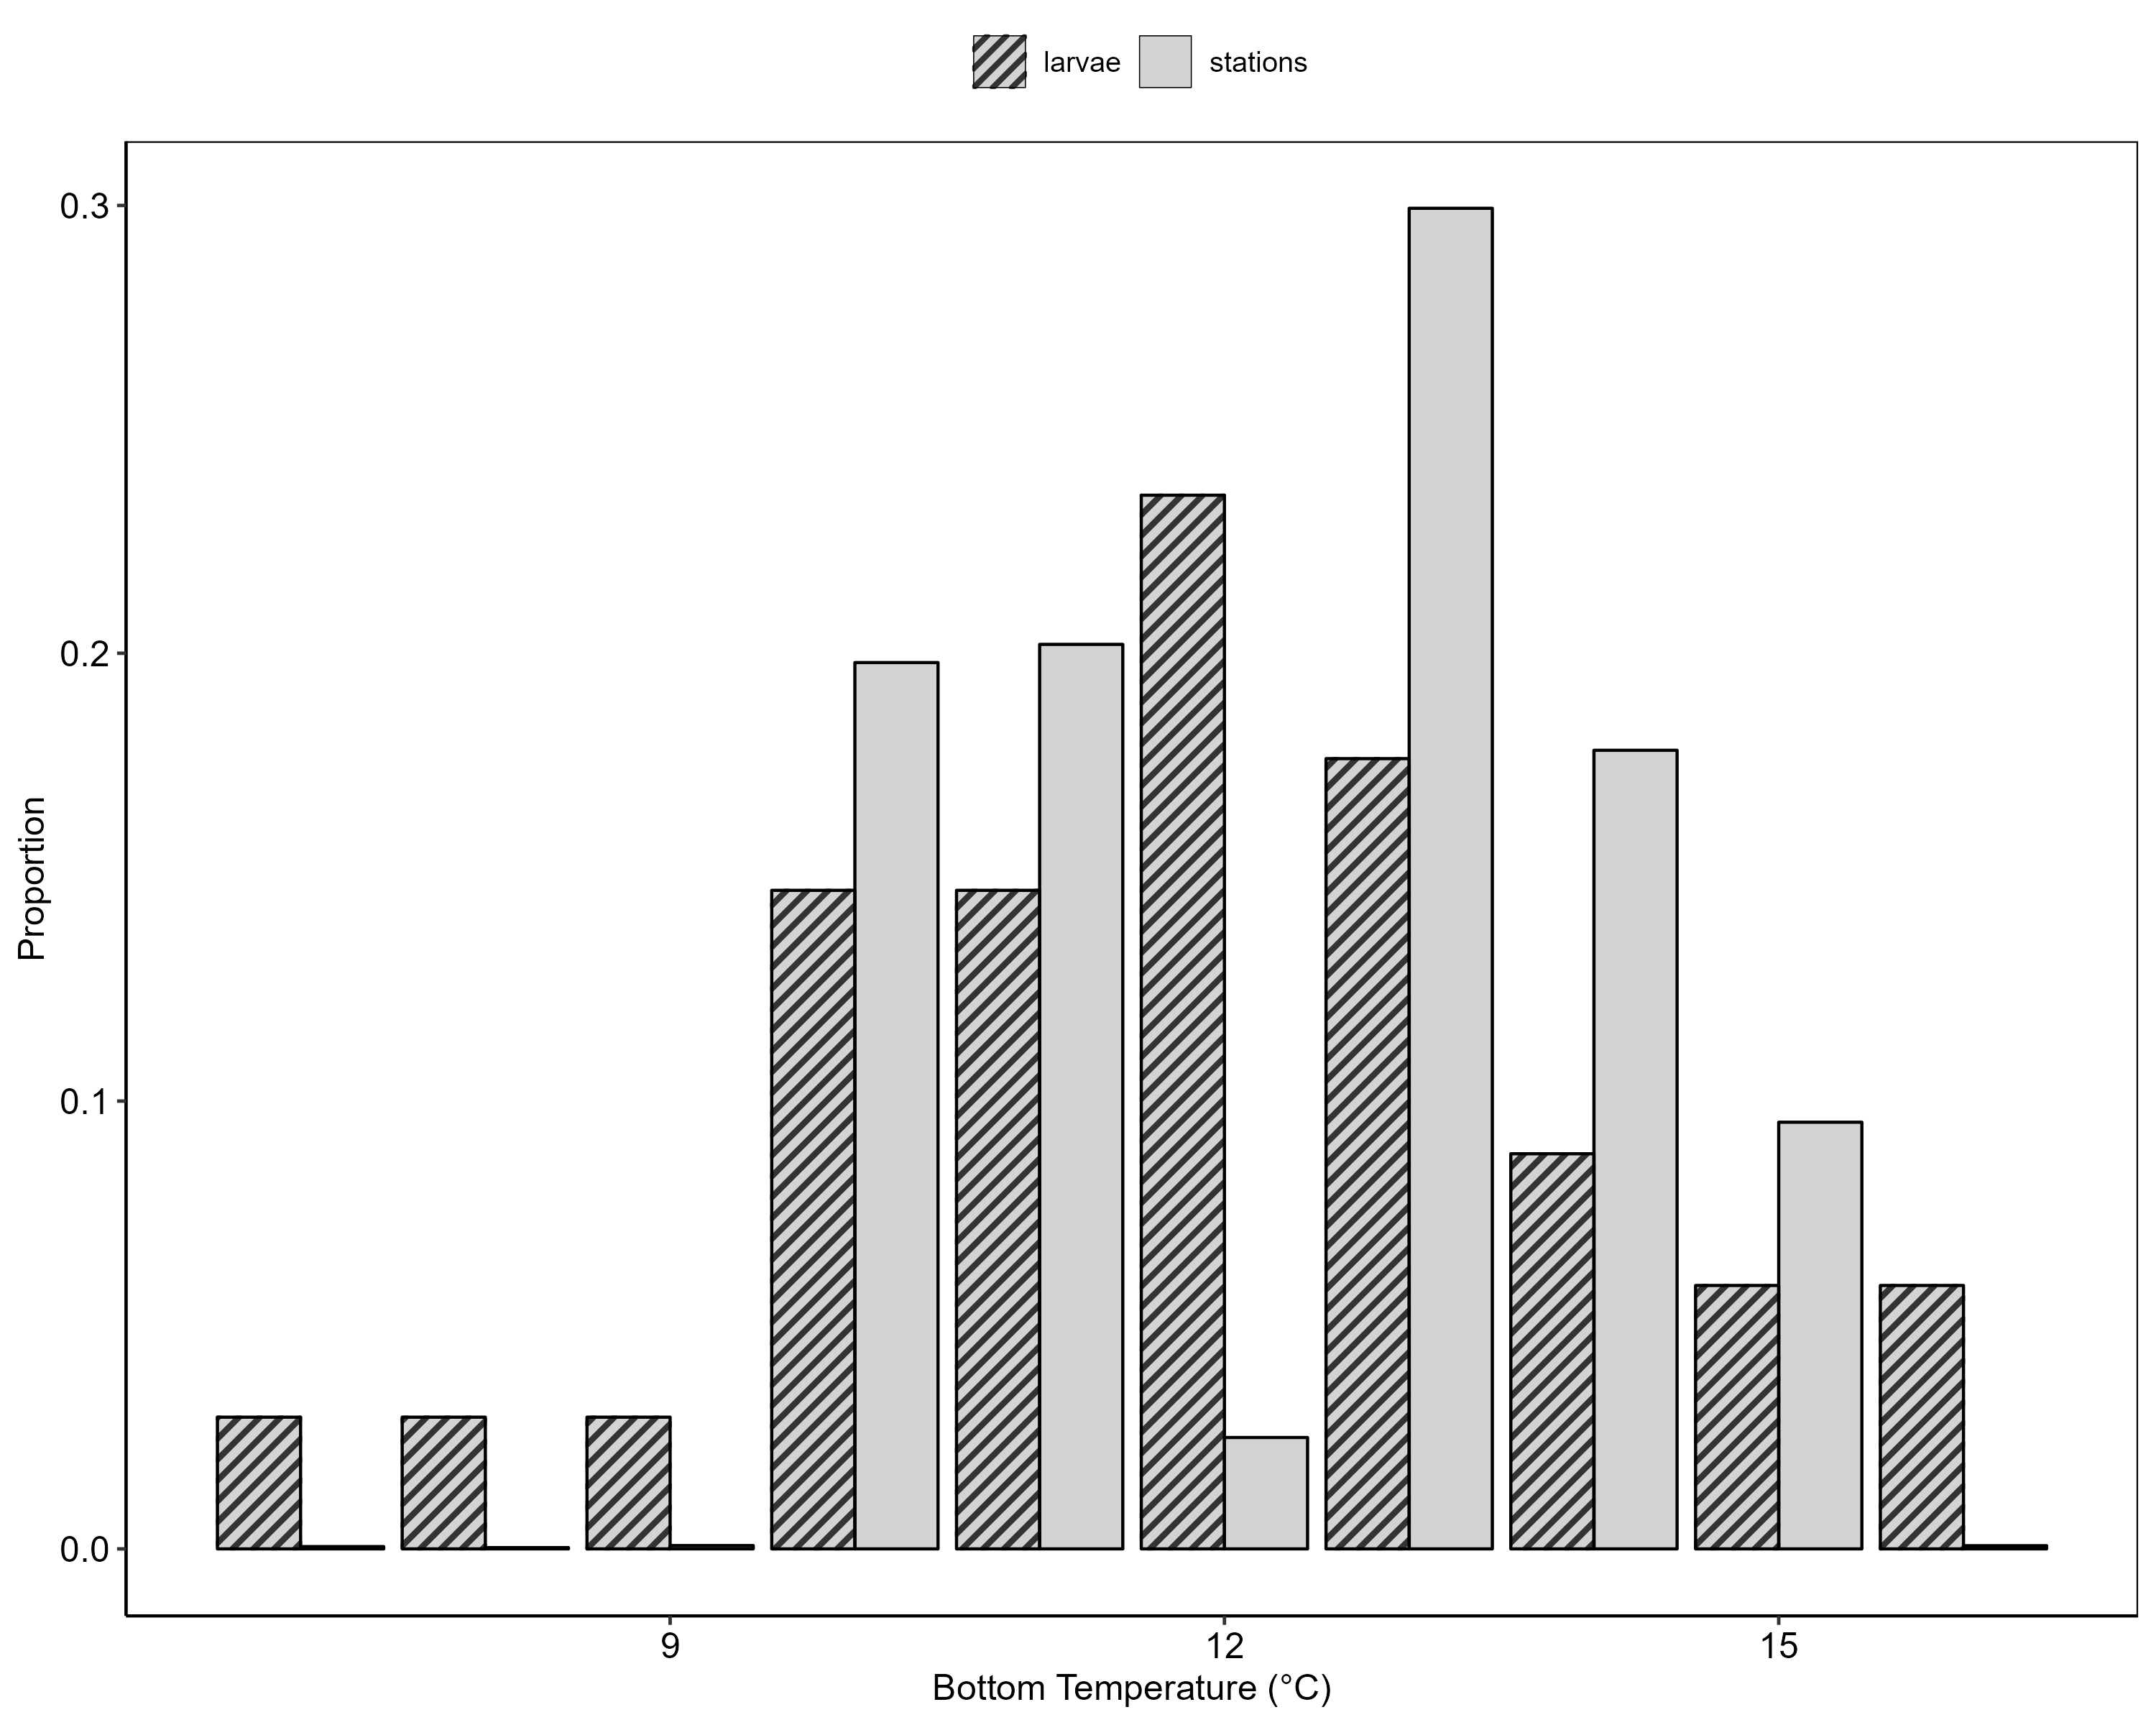 larvae stations
0.3
0.2
0.1
0.0
Proportion
9 12 15
Bottom Temperature (°C)